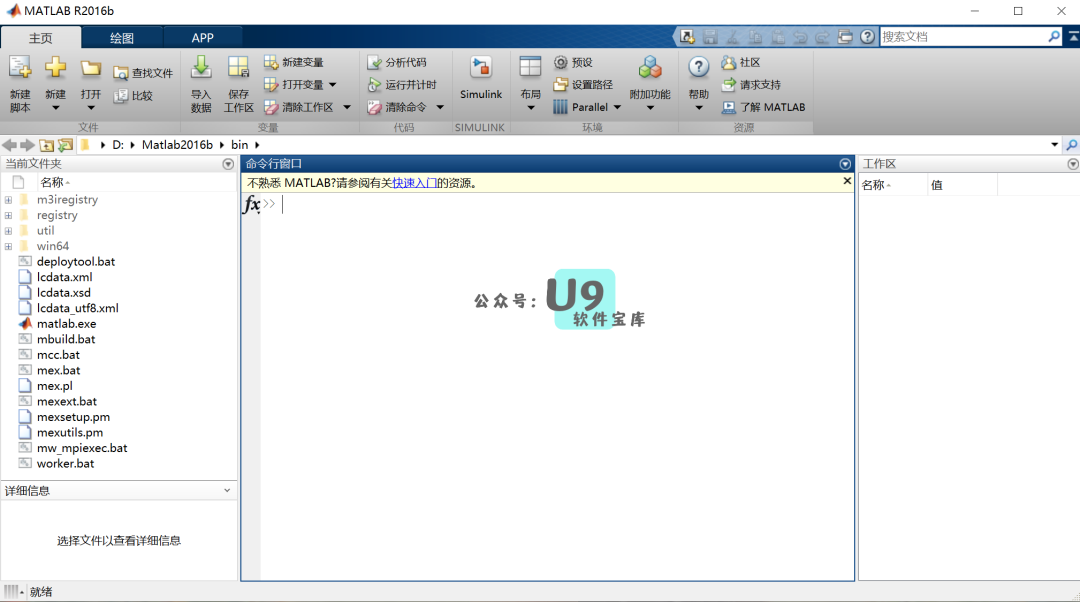 MATLAB R2016b
主页 绘图 APP
搜索文档
新建脚本 新建 打开 查找文件 比较
导入数据 保存工作区 新建变量 打开变量 清除工作区
分析代码 运行并计时 清除命令
Simulink
布局 预设 设置路径 Parallel 附加功能
帮助 社区 请求支持 了解 MATLAB
文件 变量 代码 SIMULINK 环境 资源
D: Matlab2016b bin
当前文件夹
名称
m3iregistry
registry
util
win64
deploytool.bat
lcdata.xml
lcdata.xsd
lcdata_utf8.xml
matlab.exe
mbuild.bat
mcc.bat
mex.bat
mex.pl
mexext.bat
mexsetup.pm
mexutils.pm
mw_mpiexec.bat
worker.bat
详细信息
选择文件以查看详细信息
命令行窗口
不熟悉 MATLAB?请参阅有关快速入门的资源。
fx >>
公众号: U9
软件宝库
工作区
名称 值
就绪